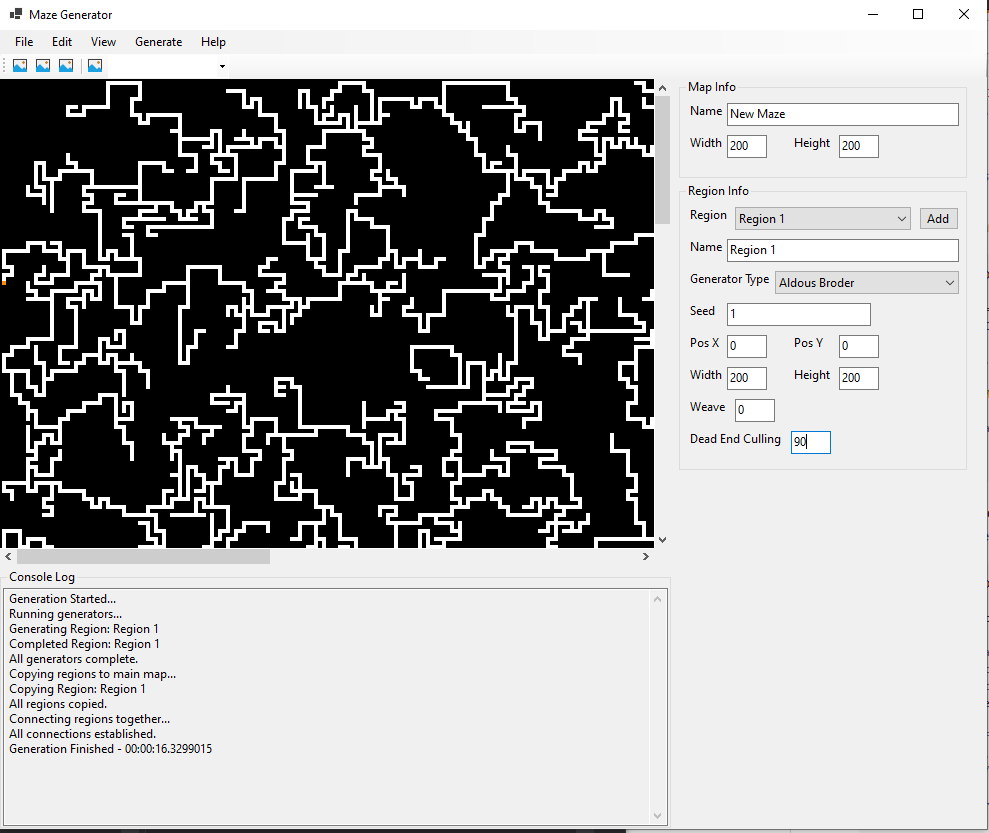 Maze Generator
File Edit View Generate Help
Map Info
Name New Maze
Width 200 Height 200
Region Info
Region Region 1 Add
Name Region 1
Generator Type Aldous Broder
Seed 1
Pos X 0 Pos Y 0
Width 200 Height 200
Weave 0
Dead End Culling 90
Console Log
Generation Started...
Running generators...
Generating Region: Region 1
Completed Region: Region 1
All generators complete.
Copying regions to main map...
Copying Region: Region 1
All regions copied.
Connecting regions together...
All connections established.
Generation Finished - 00:00:16.3299015